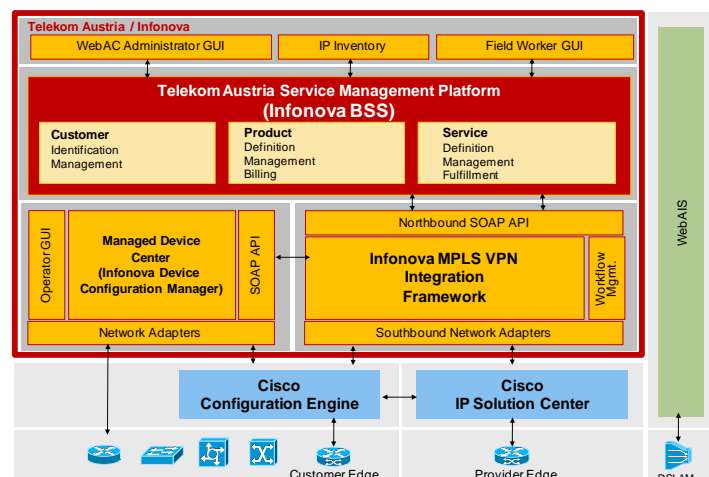 Telekom Austria / Infonova
WebAC Administrator GUI
IP Inventory
Field Worker GUI
Telekom Austria Service Management Platform
(Infonova BSS)
Customer
Identification
Management
Product
Definition
Management
Billing
Service
Definition
Management
Fulfillment
Operator GUI
Managed Device
Center
(Infonova Device
Configuration Manager)
SOAP API
Network Adapters
Northbound SOAP API
Infonova MPLS VPN
Integration
Framework
Workflow
Mgmt.
Southbound Network Adapters
WebAIS
Cisco
Configuration Engine
Cisco
IP Solution Center
Customer Edge
Provider Edge
DSLAM